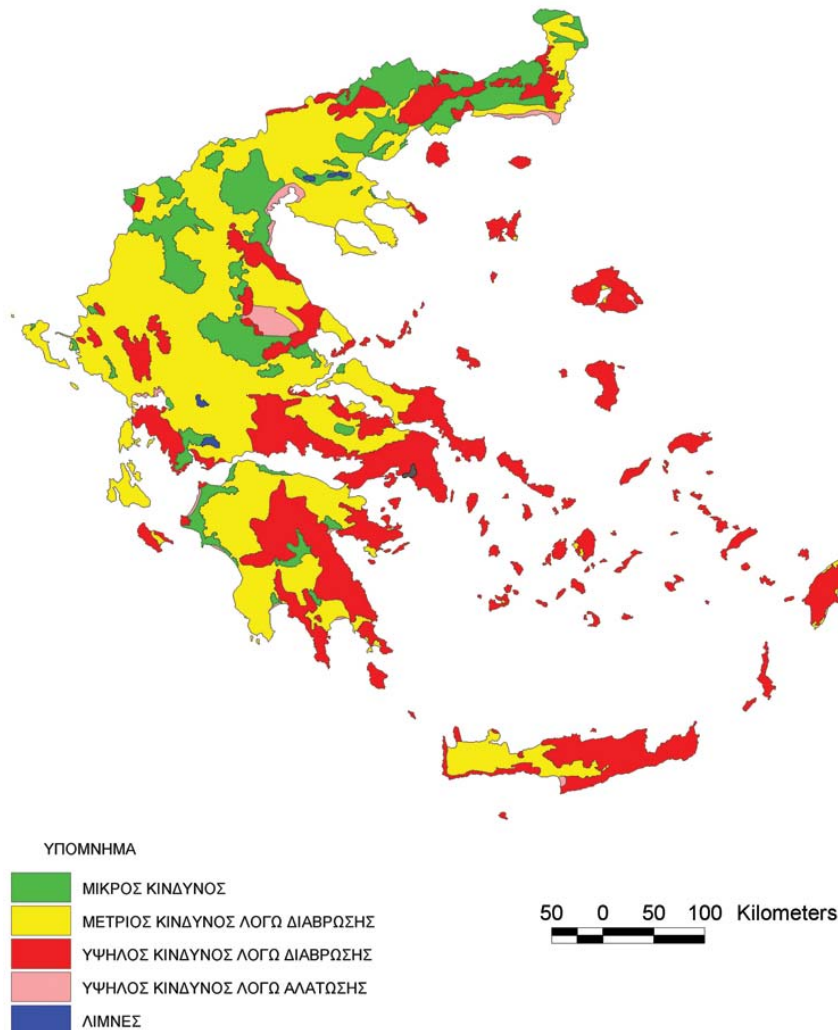 ΥΠΟΜΝΗΜΑ
ΜΙΚΡΟΣ ΚΙΝΔΥΝΟΣ
ΜΕΤΡΙΟΣ ΚΙΝΔΥΝΟΣ ΛΟΓΩ ΔΙΑΒΡΩΣΗΣ
ΥΨΗΛΟΣ ΚΙΝΔΥΝΟΣ ΛΟΓΩ ΔΙΑΒΡΩΣΗΣ
ΥΨΗΛΟΣ ΚΙΝΔΥΝΟΣ ΛΟΓΩ ΑΛΑΤΩΣΗΣ
ΛΙΜΝΕΣ
50 0 50 100 Kilometers